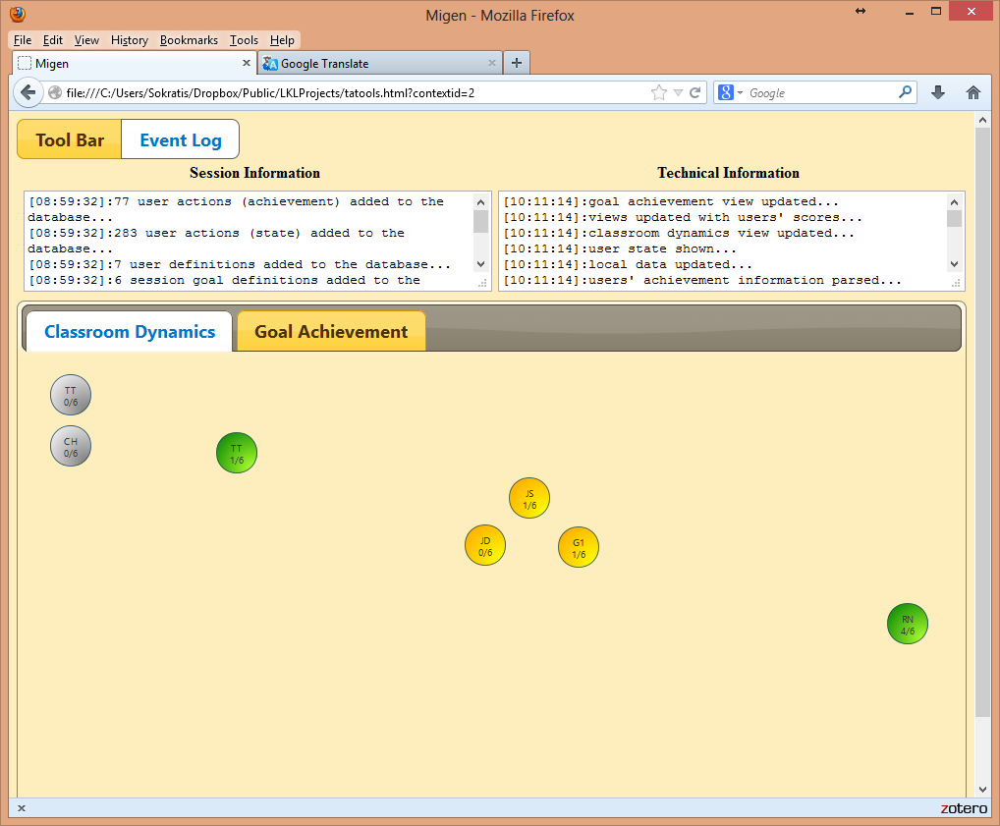 Migen - Mozilla Firefox
File Edit View History Bookmarks Tools Help
Migen
Google Translate
file:///C:/Users/Sokratis/Dropbox/Public/LKLProjects/tatools.html?contextid=2
Google
Tool Bar
Event Log
Session Information
[08:59:32]:77 user actions (achievement) added to the
database...
[08:59:32]:283 user actions (state) added to the
database...
[08:59:32]:7 user definitions added to the database...
[08:59:32]:6 session goal definitions added to the
Technical Information
[10:11:14]:goal achievement view updated...
[10:11:14]:views updated with users' scores...
[10:11:14]:classroom dynamics view updated...
[10:11:14]:user state shown...
[10:11:14]:local data updated...
[10:11:14]:users' achievement information parsed...
Classroom Dynamics
Goal Achievement
TT
0/6
CH
0/6
TT
1/6
JS
1/6
JD
0/6
G1
1/6
RN
4/6
zotero